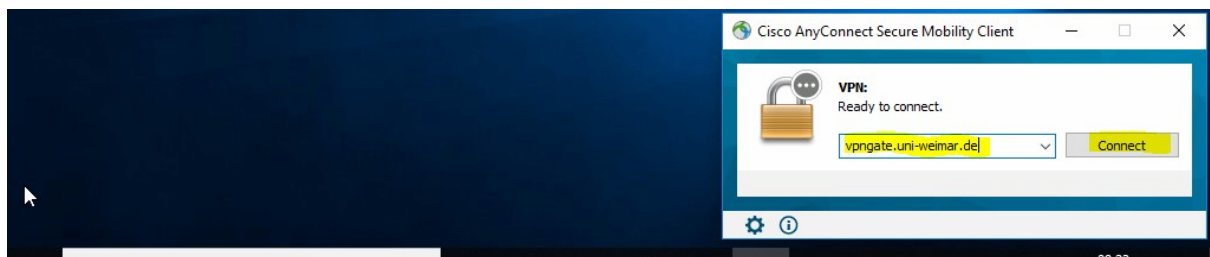 Cisco AnyConnect Secure Mobility Client
VPN:
Ready to connect.
vpngate.uni-weimar.de
Connect